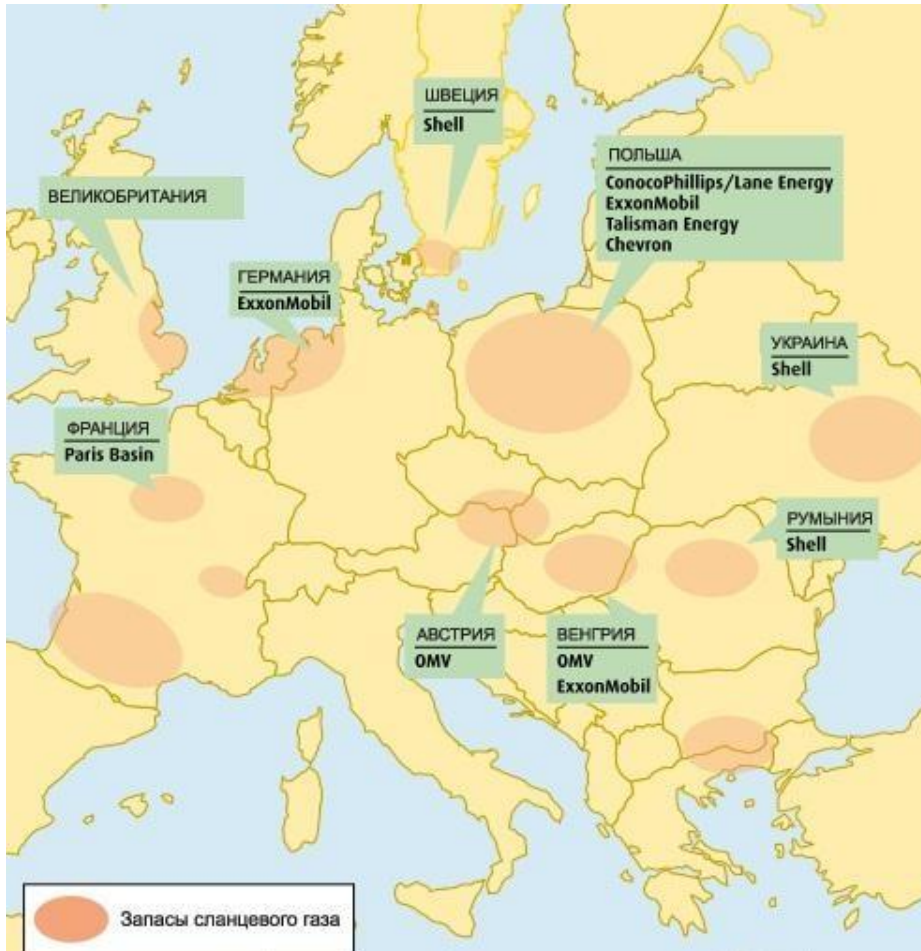 ШВЕЦИЯ
Shell
ПОЛЬША
ConocoPhillips/Lane Energy
ExxonMobil
Talisman Energy
Chevron
ВЕЛИКОБРИТАНИЯ
ГЕРМАНИЯ
ExxonMobil
УКРАИНА
Shell
ФРАНЦИЯ
Paris Basin
РУМЫНИЯ
Shell
АВСТРИЯ
OMV
ВЕНГРИЯ
OMV
ExxonMobil
Запасы сланцевого газа